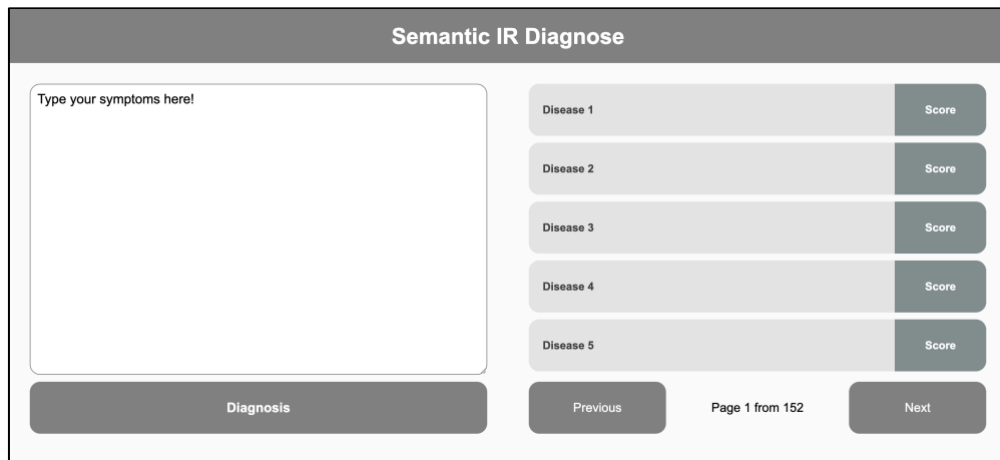 Semantic IR Diagnose
Type your symptoms here!
Diagnosis
Disease 1 Score
Disease 2 Score
Disease 3 Score
Disease 4 Score
Disease 5 Score
Previous Page 1 from 152 Next